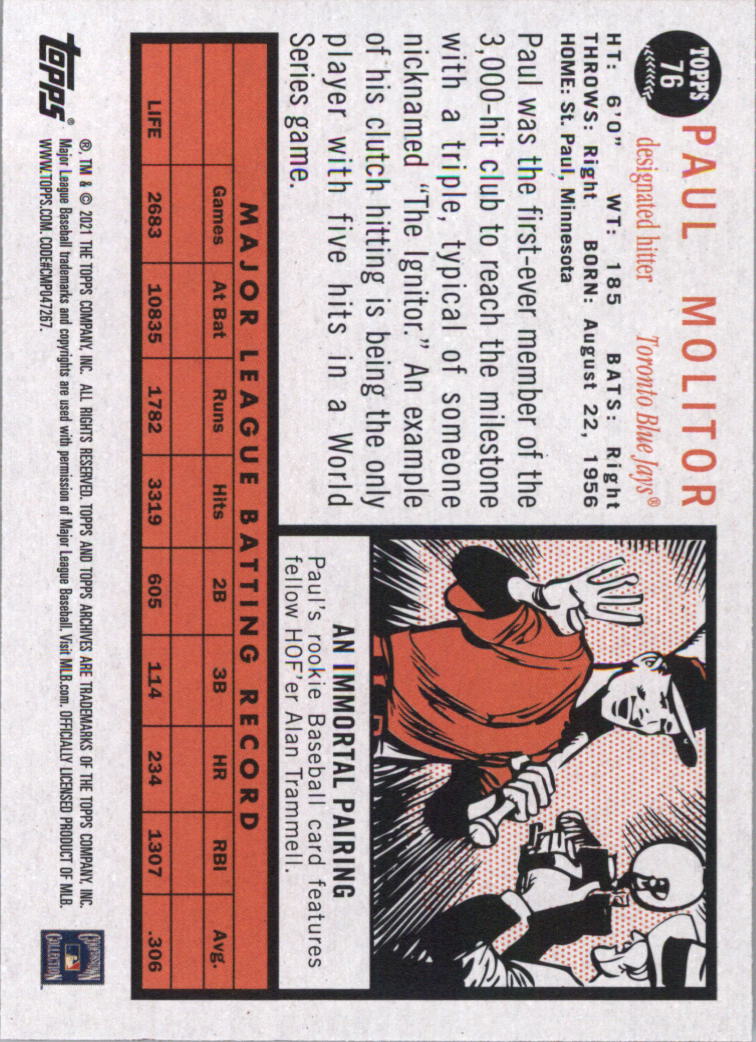 TOPPS
76
PAUL MOLITOR
designated hitter Toronto Blue Jays®
HT: 6'0" WT: 185 BATS: Right
THROWS: Right BORN: August 22, 1956
HOME: St. Paul, Minnesota
Paul was the first-ever member of the
3,000-hit club to reach the milestone
with a triple, typical of someone
nicknamed “The Ignitor.” An example
of his clutch hitting is being the only
player with five hits in a World
Series game.
AN IMMORTAL PAIRING
Paul's rookie Baseball card features
fellow HOF'er Alan Trammell.
MAJOR LEAGUE BATTING RECORD
Games At Bat Runs Hits 2B 3B HR RBI Avg.
LIFE 2683 10835 1782 3319 605 114 234 1307 .306
topps®
®, TM & © 2021 THE TOPPS COMPANY, INC. ALL RIGHTS RESERVED. TOPPS AND TOPPS ARCHIVES ARE TRADEMARKS OF THE TOPPS COMPANY, INC.
Major League Baseball trademarks and copyrights are used with permission of Major League Baseball. Visit MLB.com. OFFICIALLY LICENSED PRODUCT OF MLB.
WWW.TOPPS.COM. CODE#CMP047267.
COOPERSTOWN
COLLECTION